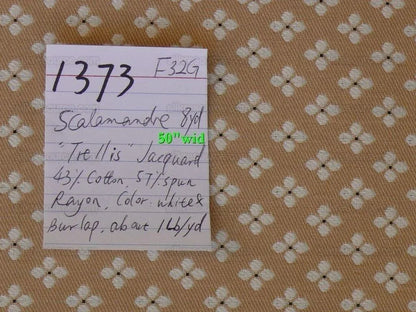 1373 F32G
Scalamandre 8yd
50" wid
"Trellis" Jacquard
43% Cotton 57% spun
Rayon, Color: white &
Burlap, about 1Lb/yd